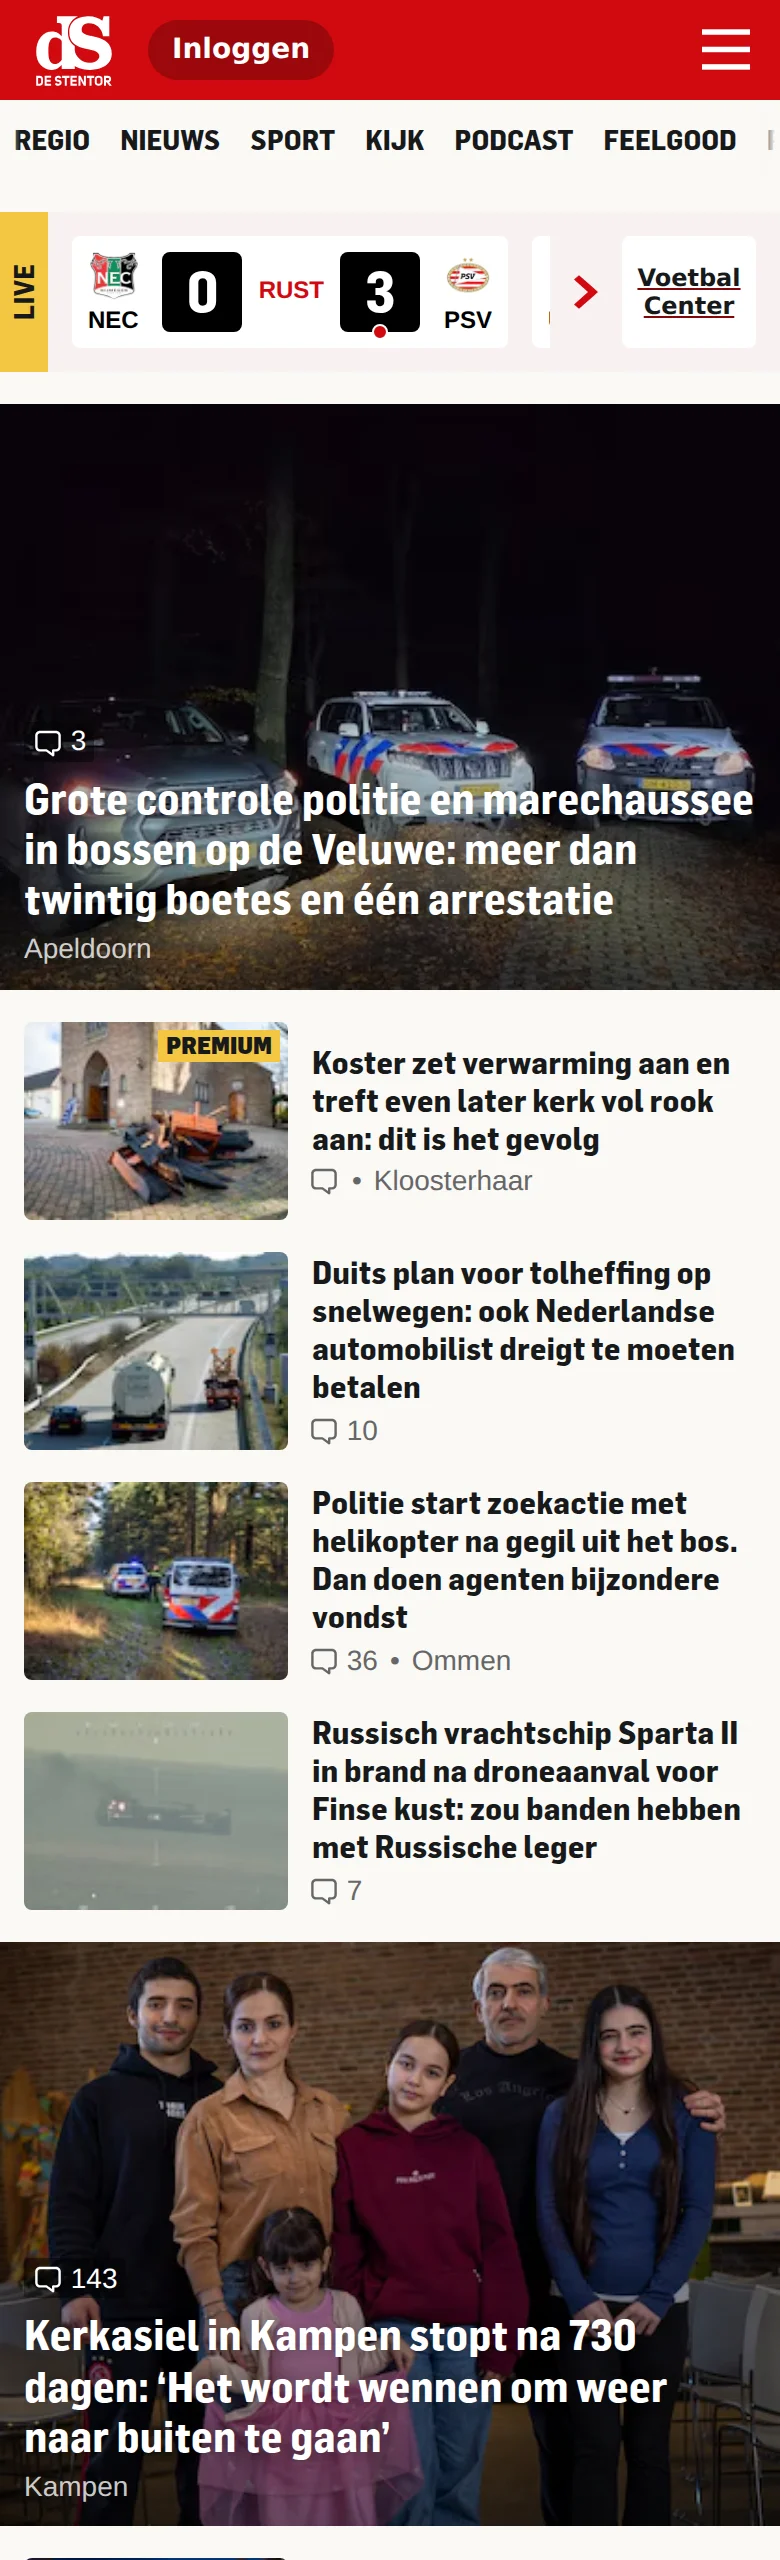 dS
DE STENTOR
Inloggen
REGIO NIEUWS SPORT KIJK PODCAST FEELGOOD
LIVE
NEC
NEC
0
RUST
3
PSV
PSV
Voetbal
Center
3
Grote controle politie en marechaussee
in bossen op de Veluwe: meer dan
twintig boetes en één arrestatie
Apeldoorn
PREMIUM
Koster zet verwarming aan en
treft even later kerk vol rook
aan: dit is het gevolg
• Kloosterhaar
Duits plan voor tolheffing op
snelwegen: ook Nederlandse
automobilist dreigt te moeten
betalen
10
Politie start zoekactie met
helikopter na gegil uit het bos.
Dan doen agenten bijzondere
vondst
36 • Ommen
Russisch vrachtschip Sparta II
in brand na droneaanval voor
Finse kust: zou banden hebben
met Russische leger
7
Los Angeles
143
Kerkasiel in Kampen stopt na 730
dagen: ‘Het wordt wennen om weer
naar buiten te gaan’
Kampen